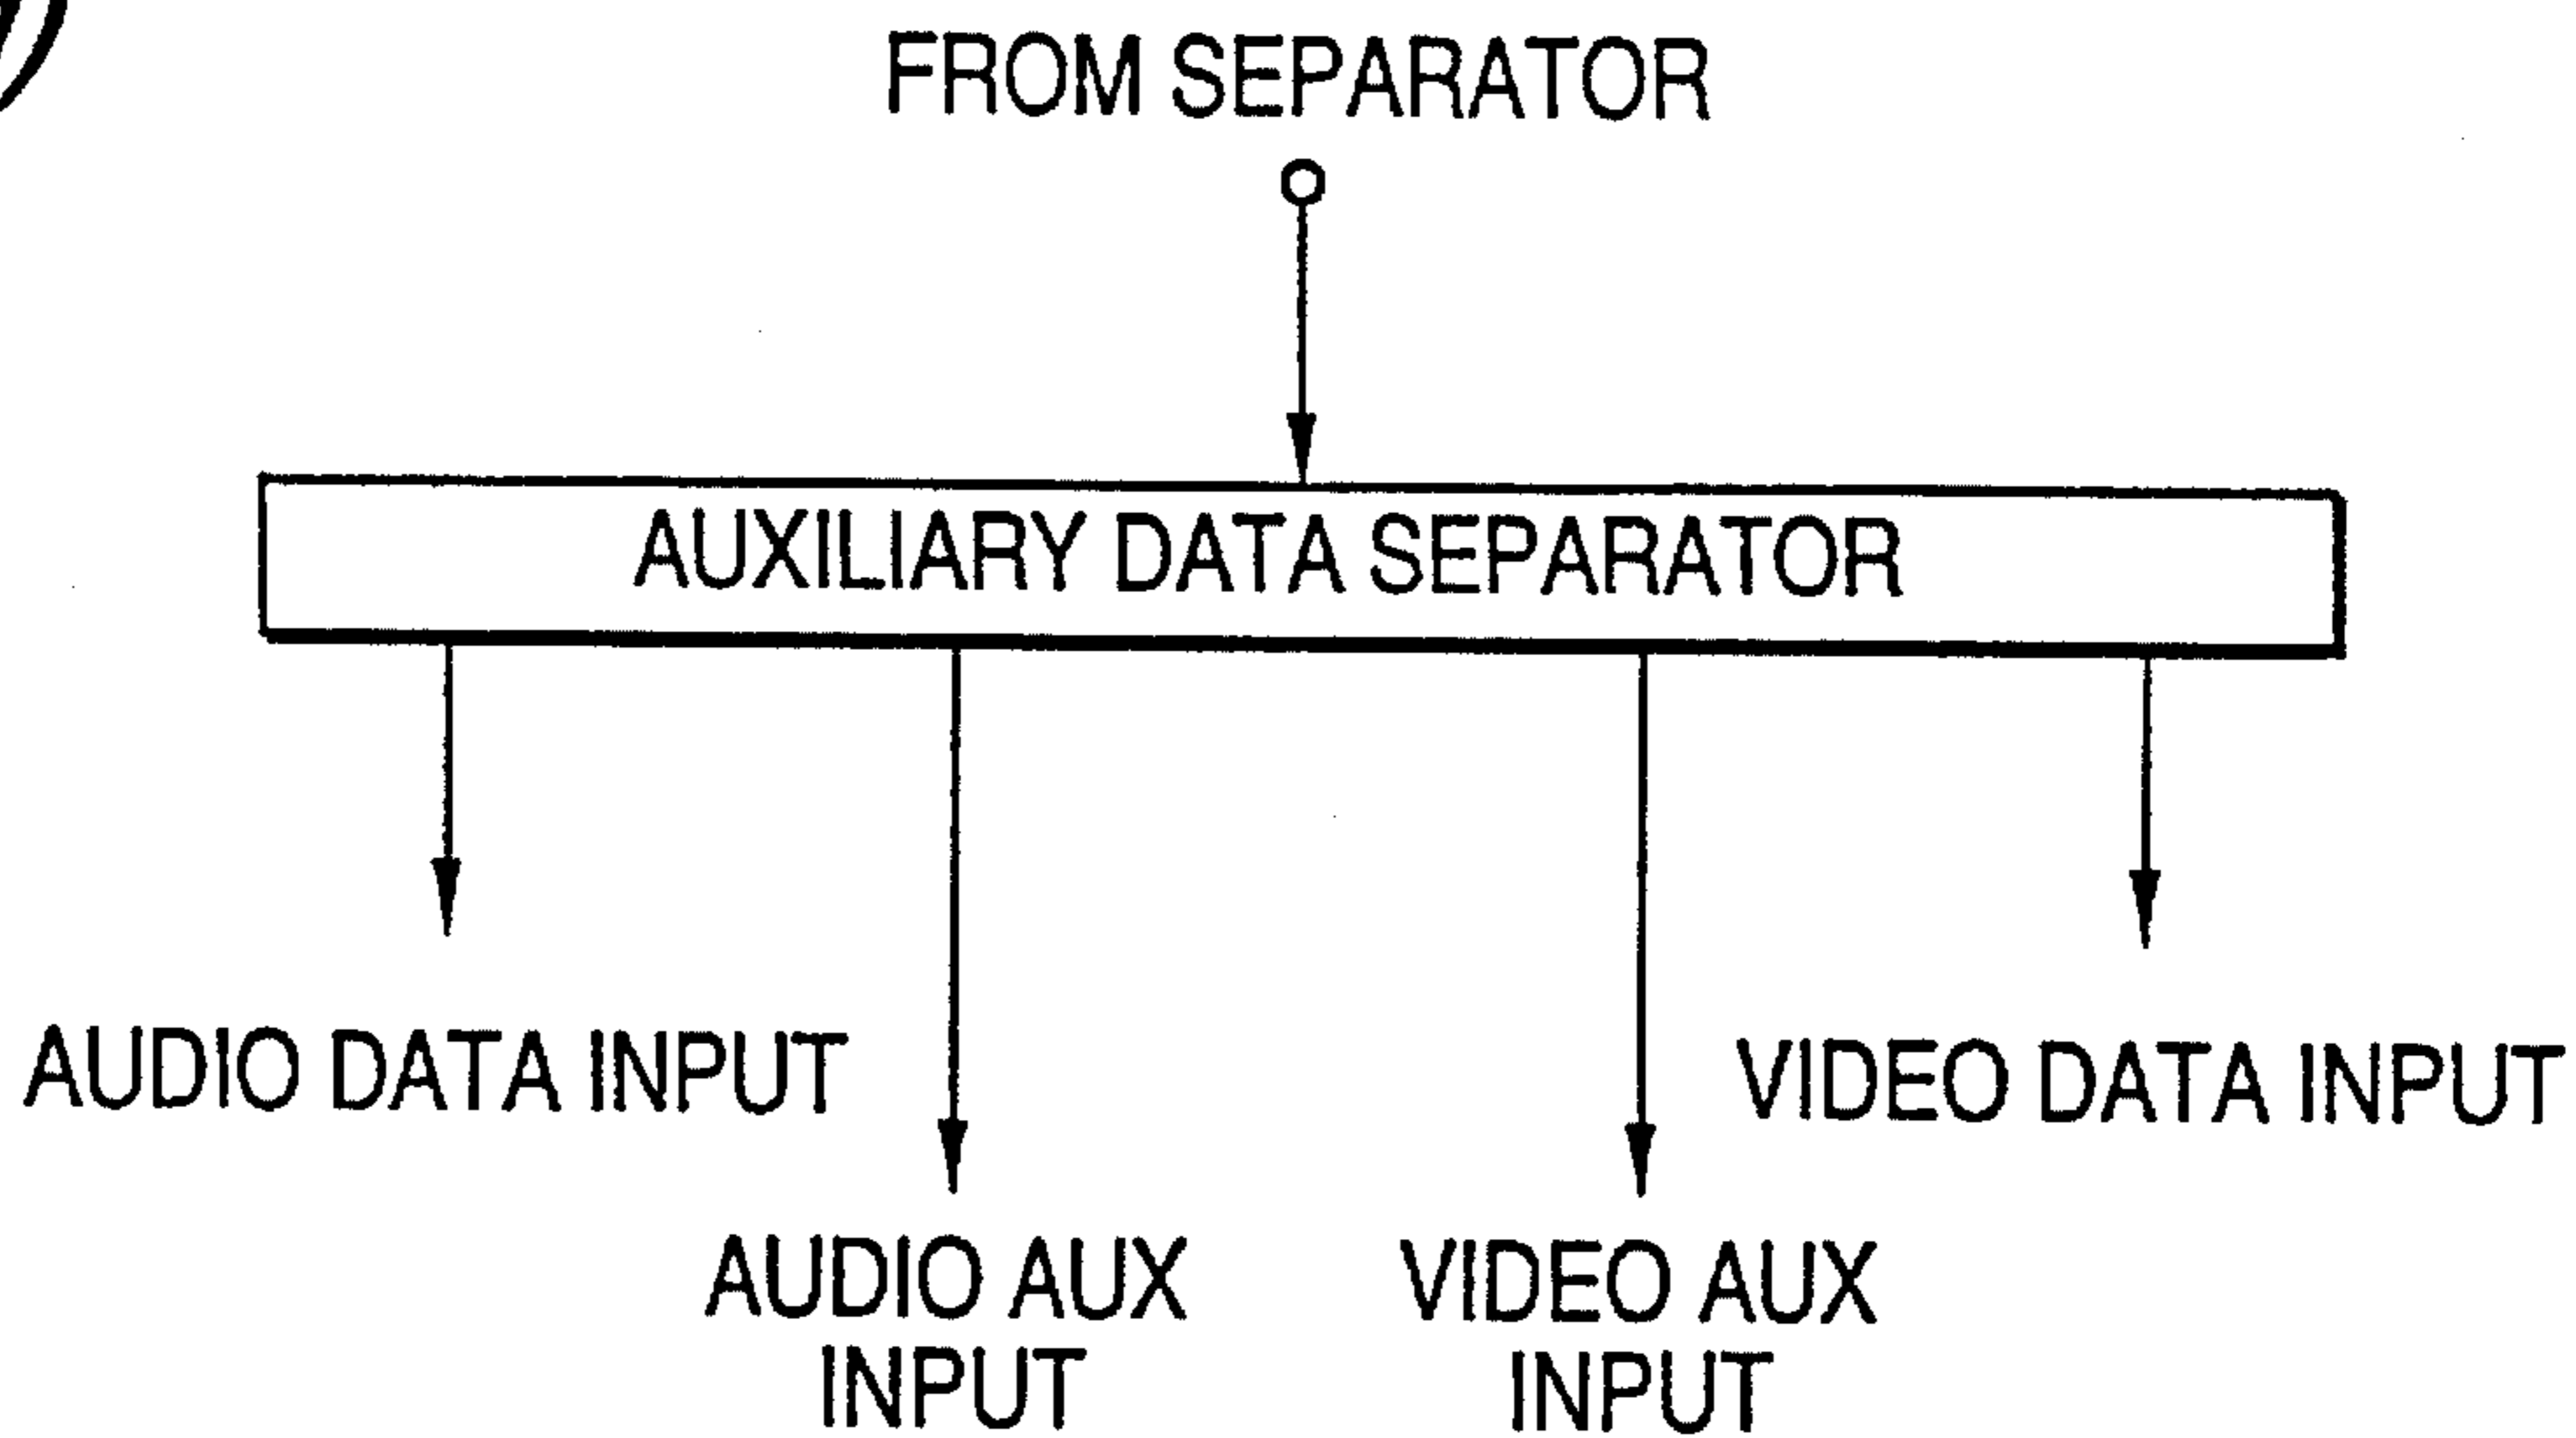 FROM SEPARATOR
AUXILIARY DATA SEPARATOR
AUDIO DATA INPUT
VIDEO DATA INPUT
AUDIO AUX
INPUT
VIDEO AUX
INPUT